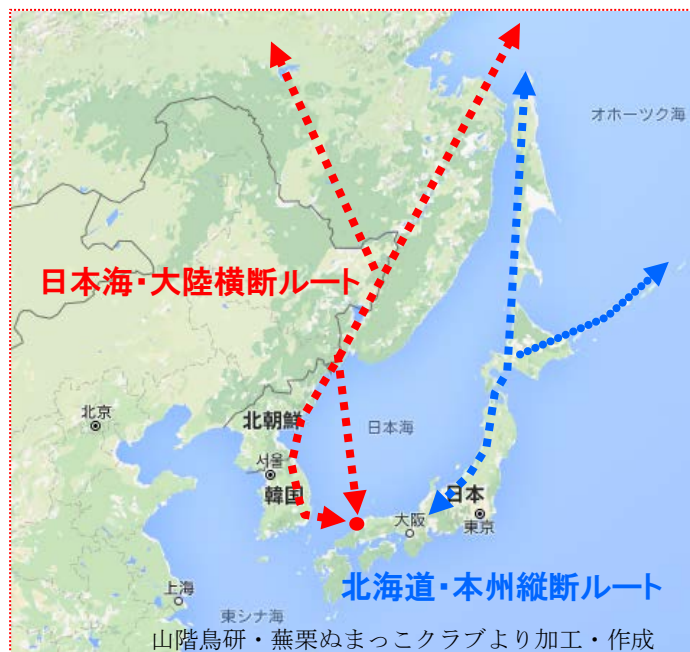 オホーツク海
日本海・大陸横断ルート
北京
北朝鮮
日本海
서울
韓国
日本
大阪
東京
北海道・本州縦断ルート
上海
東シナ海
山階鳥研・蕪栗ぬまっこクラブより加工・作成